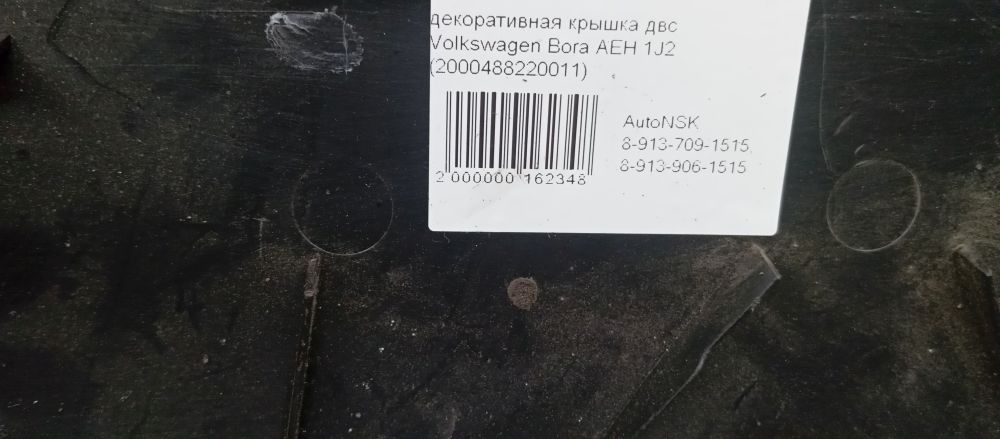 декоративная крышка двс
Volkswagen Bora AEH 1J2
(2000488220011)
AutoNSK
8-913-709-1515,
8-913-906-1515
2 000000 162348